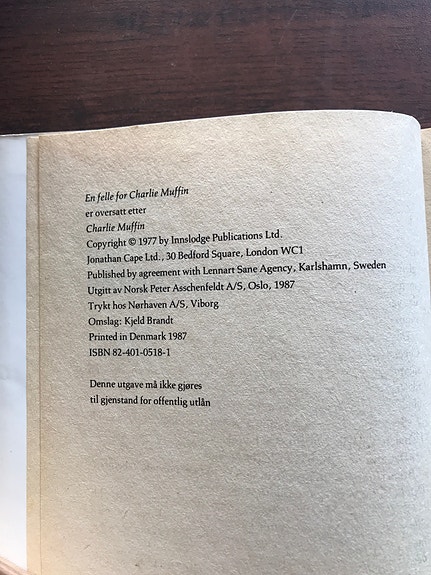 En felle for Charlie Muffin
er oversatt etter
Charlie Muffin
Copyright © 1977 by Innslodge Publications Ltd.
Jonathan Cape Ltd., 30 Bedford Square, London WC1
Published by agreement with Lennart Sane Agency, Karlshamn, Sweden
Utgitt av Norsk Peter Asschenfeldt A/S, Oslo, 1987
Trykt hos Nørhaven A/S, Viborg
Omslag: Kjeld Brandt
Printed in Denmark 1987
ISBN 82-401-0518-1
Denne utgave må ikke gjøres
til gjenstand for offentlig utlån